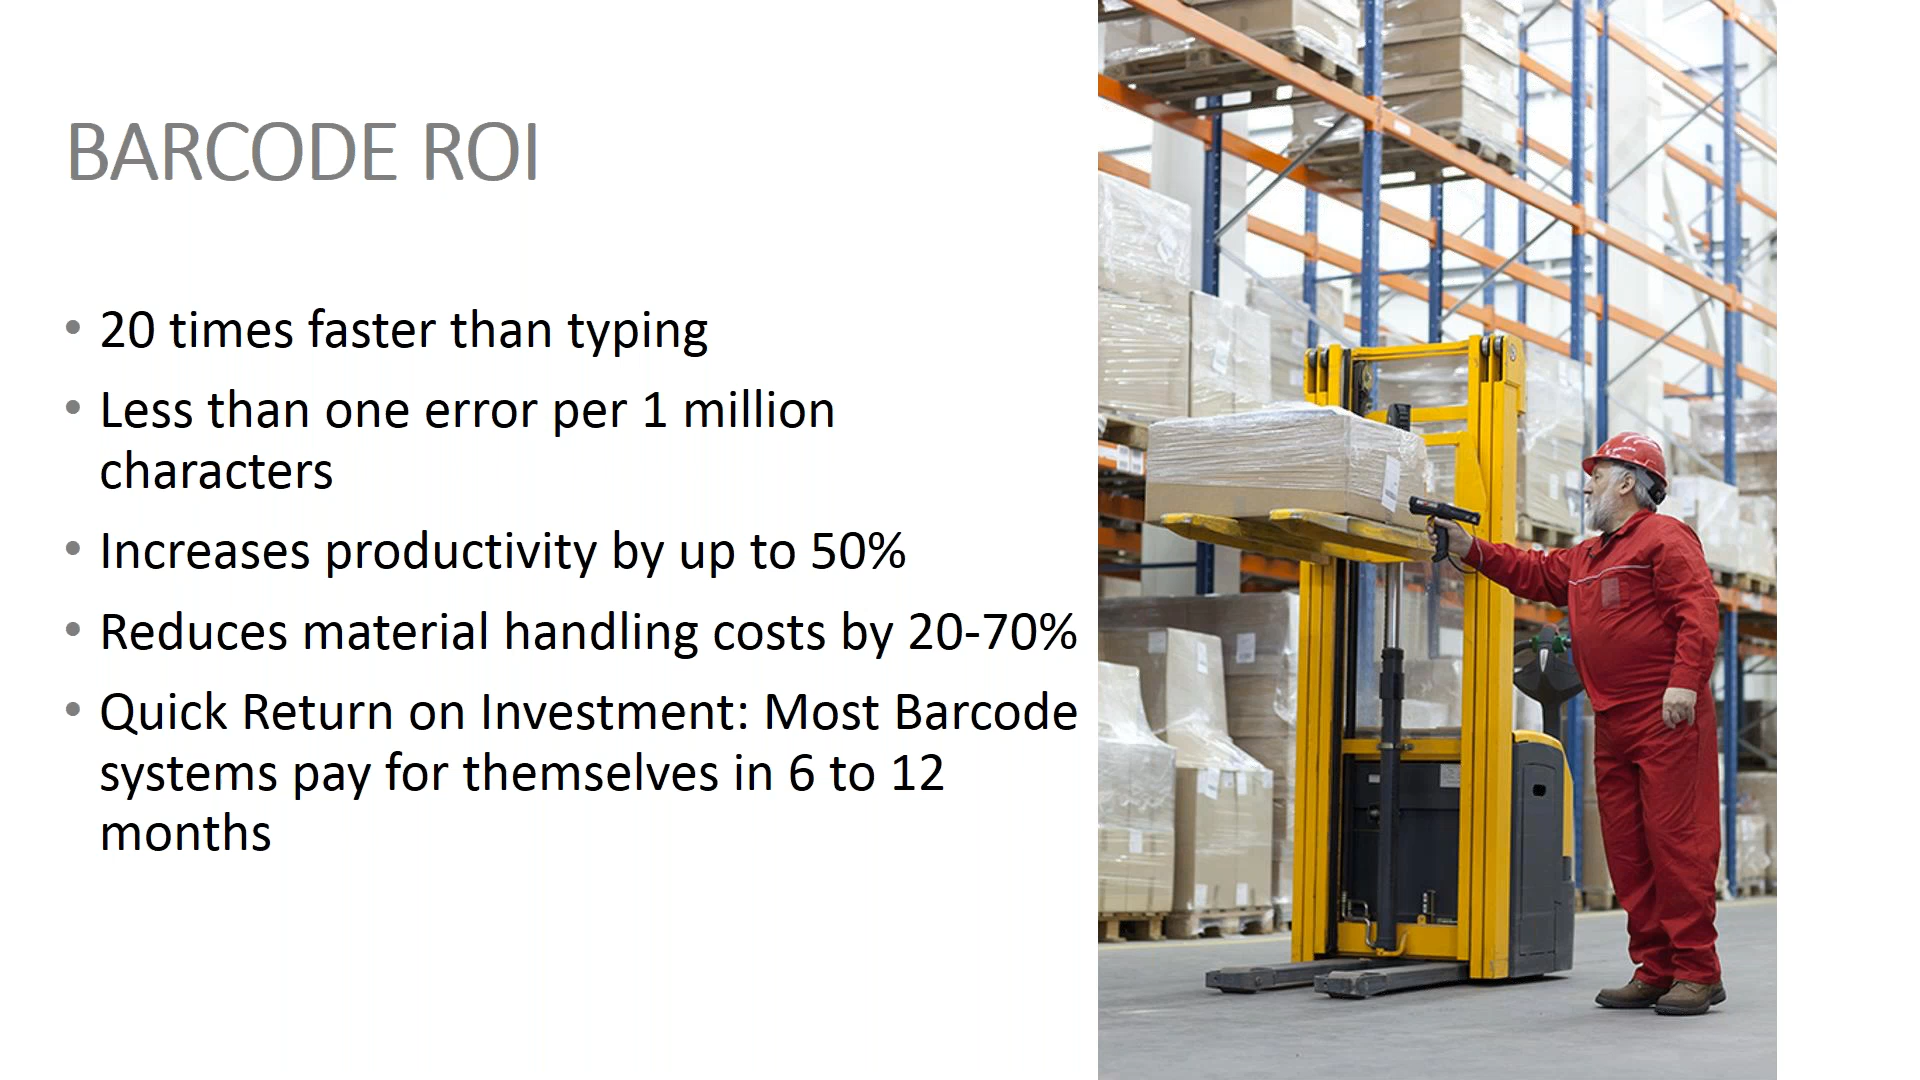 BARCODE ROI
• 20 times faster than typing
• Less than one error per 1 million
characters
• Increases productivity by up to 50%
• Reduces material handling costs by 20-70%
• Quick Return on Investment: Most Barcode
systems pay for themselves in 6 to 12
months